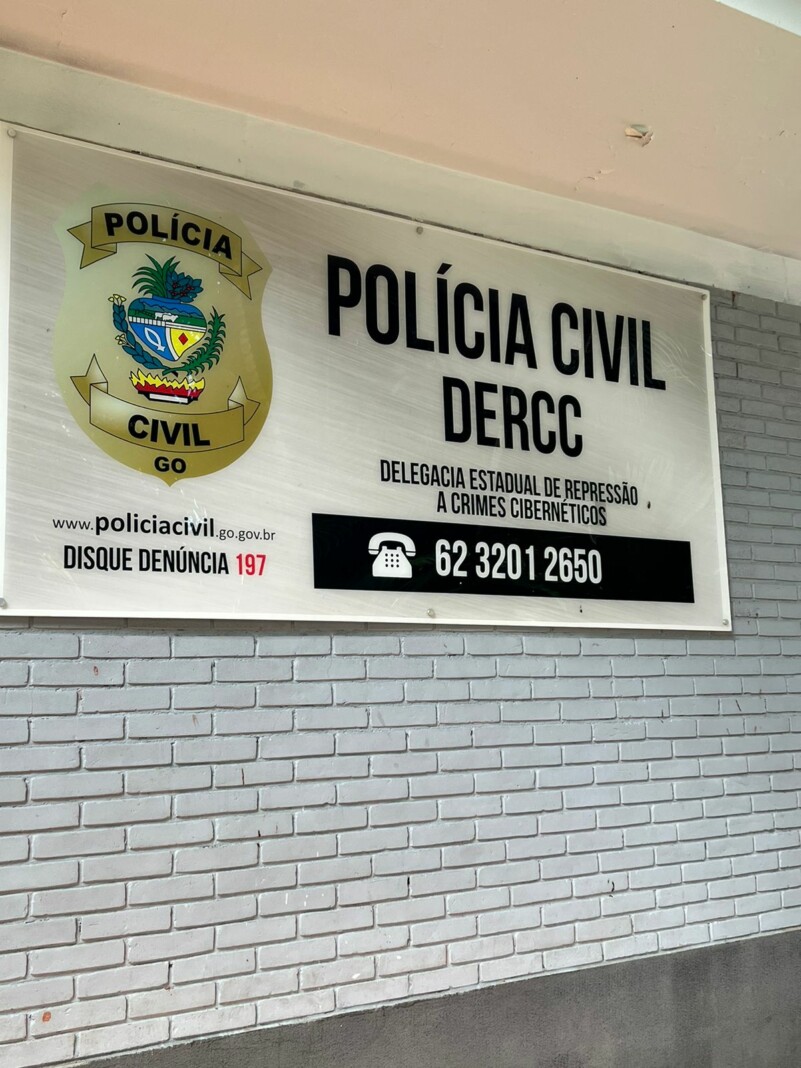 POLÍCIA
CIVIL
GO
www.policiacivil.go.gov.br
DISQUE DENÚNCIA 197
POLÍCIA CIVIL
DERCC
DELEGACIA ESTADUAL DE REPRESSÃO
A CRIMES CIBERNÉTICOS
62 3201 2650